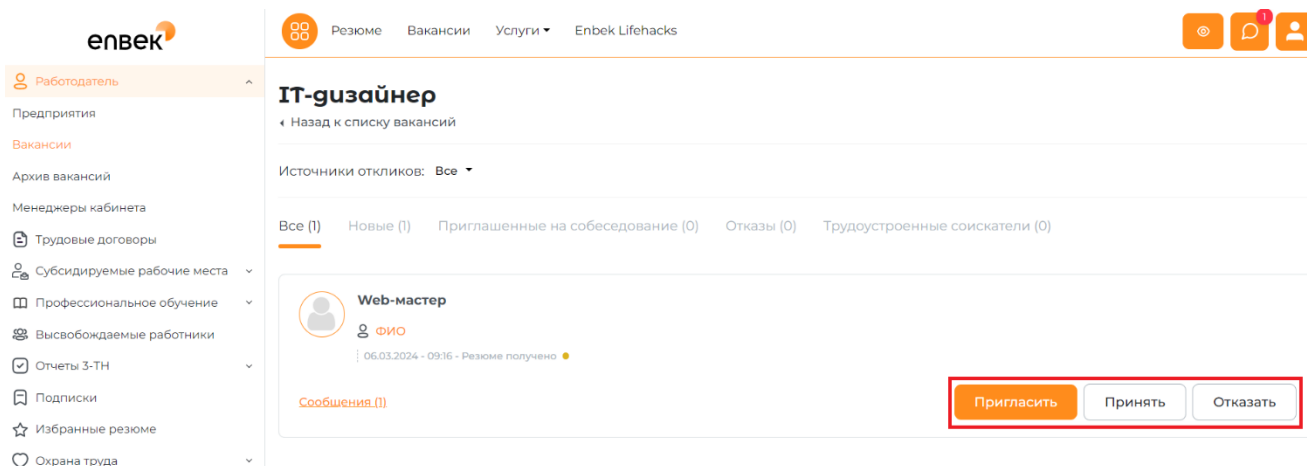 enbek
Работодатель
Предприятия
Вакансии
Архив вакансий
Менеджеры кабинета
Трудовые договоры
Субсидируемые рабочие места
Профессиональное обучение
Высвобождаемые работники
Отчеты 3-ТН
Подписки
Избранные резюме
Охрана труда
Резюме Вакансии Услуги Enbek Lifehacks
1
IT-дизайнер
Назад к списку вакансий
Источники откликов: Все
Все (1) Новые (1) Приглашенные на собеседование (0) Отказы (0) Трудоустроенные соискатели (0)
Web-мастер
ФИО
06.03.2024 - 09:16 - Резюме получено
Сообщения (1)
Пригласить Принять Отказать